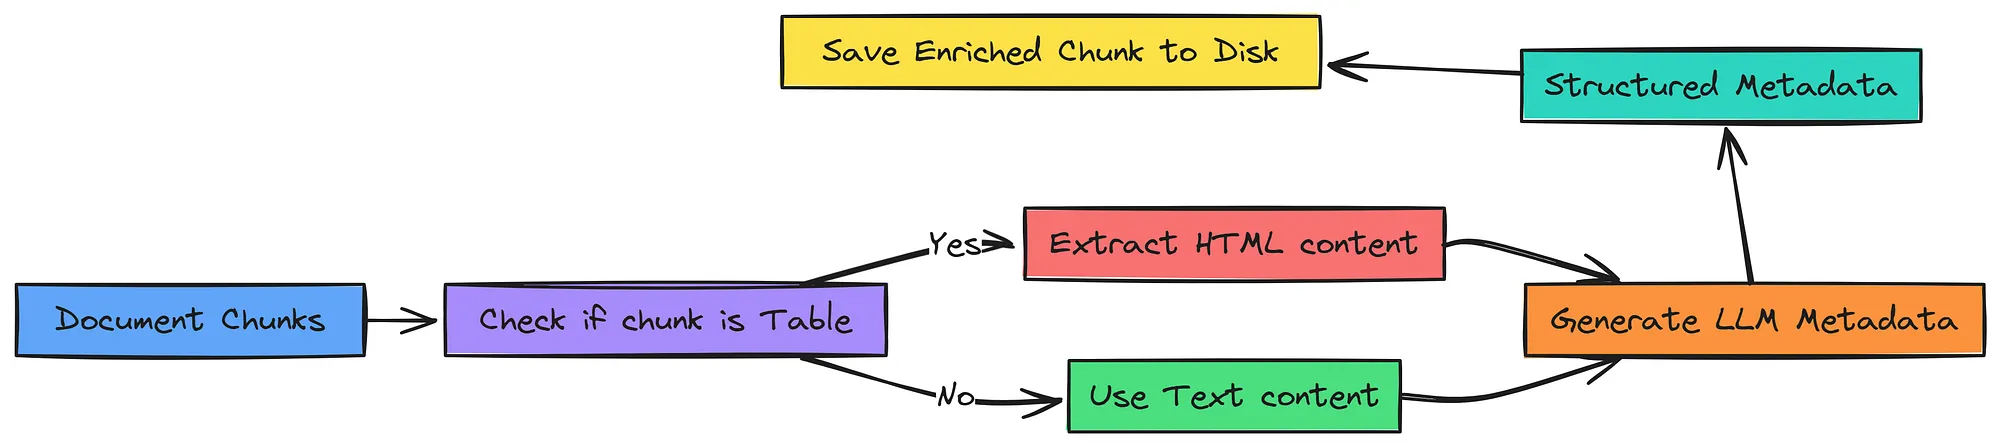 Save Enriched Chunk to Disk
Structured Metadata
Yes
Extract HTML content
Document Chunks
Check if chunk is Table
Generate LLM Metadata
No
Use Text content